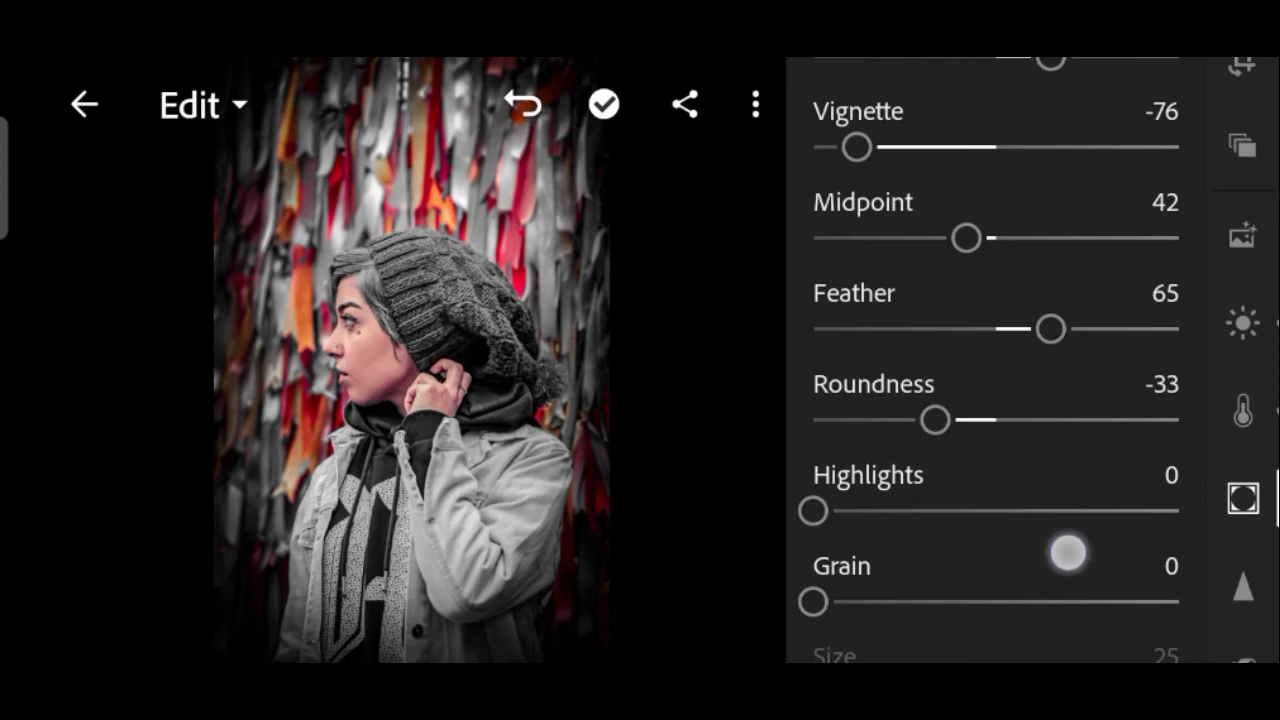 Edit
Vignette -76
Midpoint 42
Feather 65
Roundness -33
Highlights 0
Grain 0
Size 25